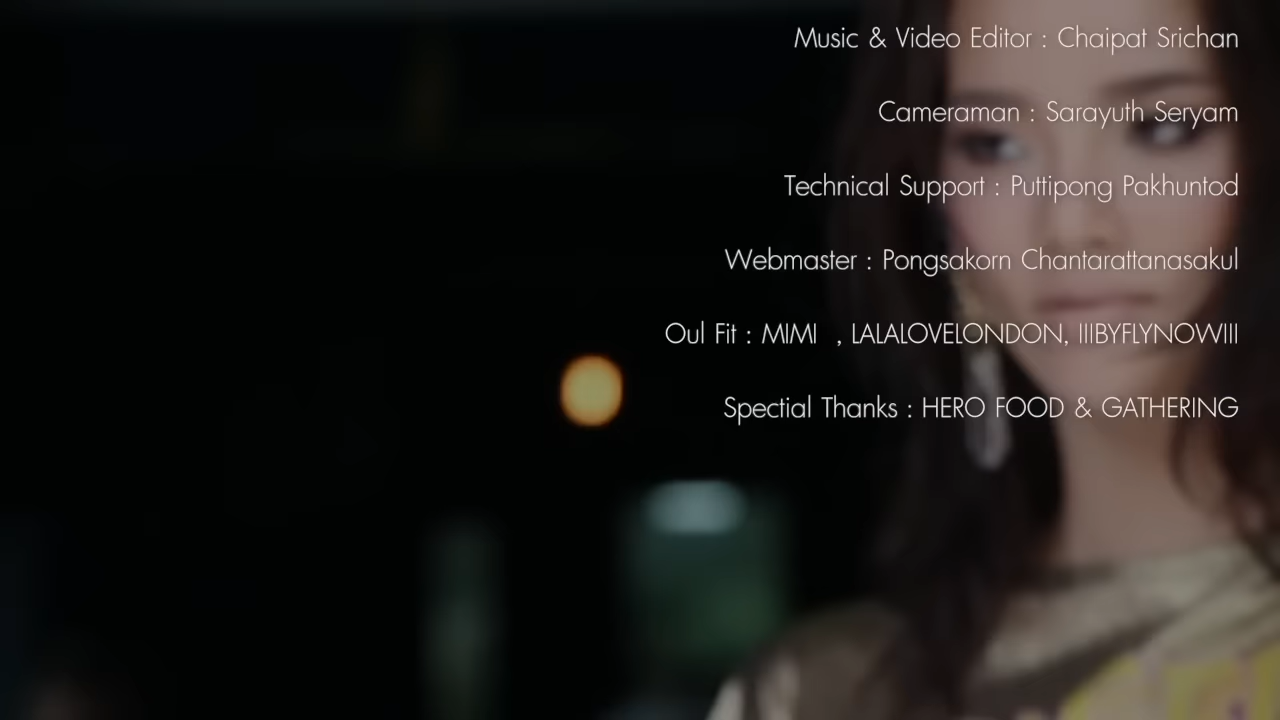 Music & Video Editor : Chaipat Srichan
Cameraman : Sarayuth Seryam
Technical Support : Puttipong Pakhuntod
Webmaster : Pongsakorn Chantarattanasakul
Oul Fit : MIMI , LALALOVELONDON, IIIBYFLYNOWIII
Spectial Thanks : HERO FOOD & GATHERING